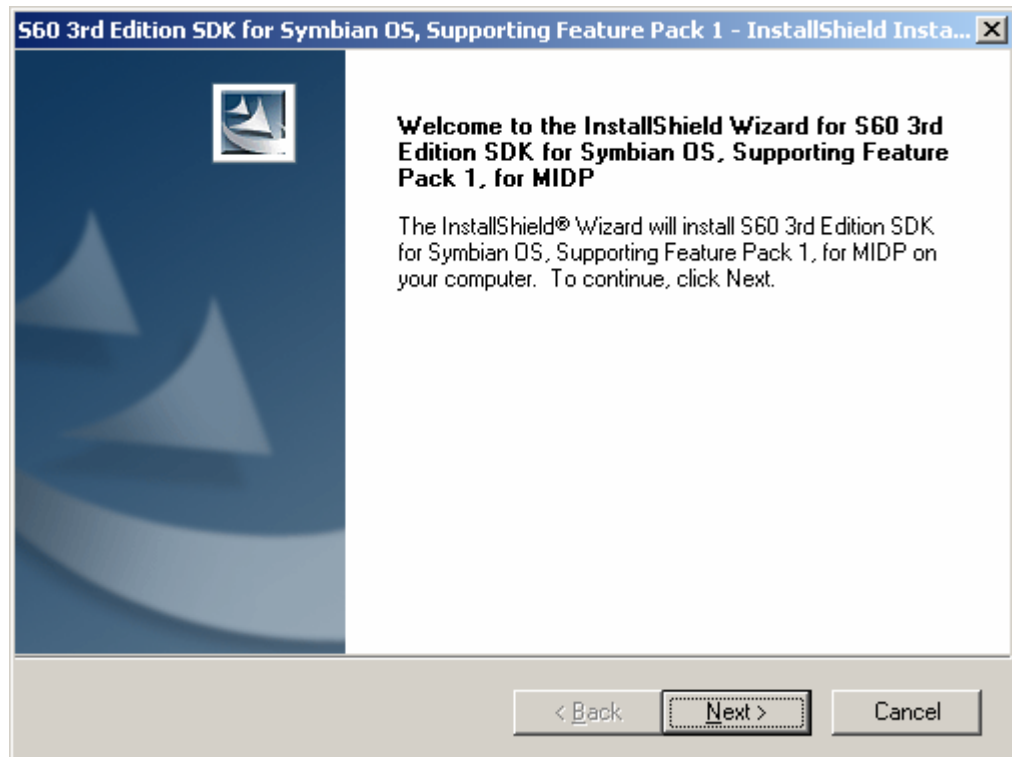 S60 3rd Edition SDK for Symbian OS, Supporting Feature Pack 1 - InstallShield Insta...
Welcome to the InstallShield Wizard for S60 3rd
Edition SDK for Symbian OS, Supporting Feature
Pack 1, for MIDP
The InstallShield® Wizard will install S60 3rd Edition SDK
for Symbian OS, Supporting Feature Pack 1, for MIDP on
your computer. To continue, click Next.
< Back Next > Cancel